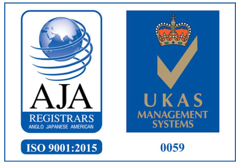 AJA
REGISTRARS
ANGLO JAPANESE AMERICAN
ISO 9001:2015
UKAS
MANAGEMENT
SYSTEMS
0059